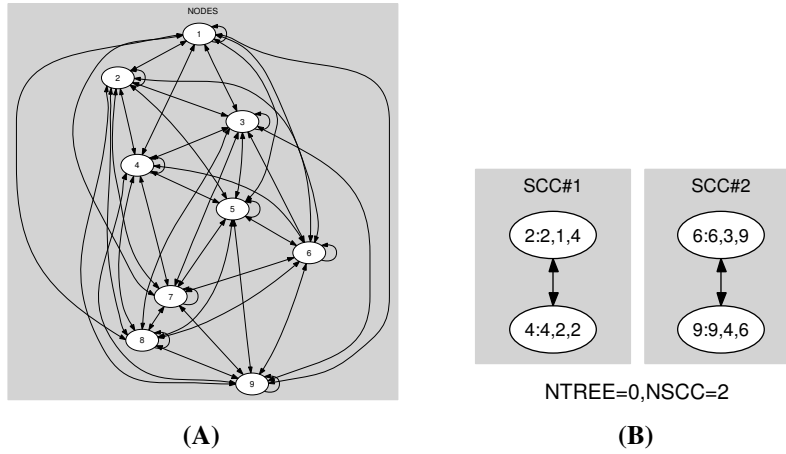 NODES
1
2
3
4
5
6
7
8
9
(A)
SCC#1
2:2,1,4
4:4,2,2
SCC#2
6:6,3,9
9:9,4,6
NTREE=0,NSCC=2
(B)